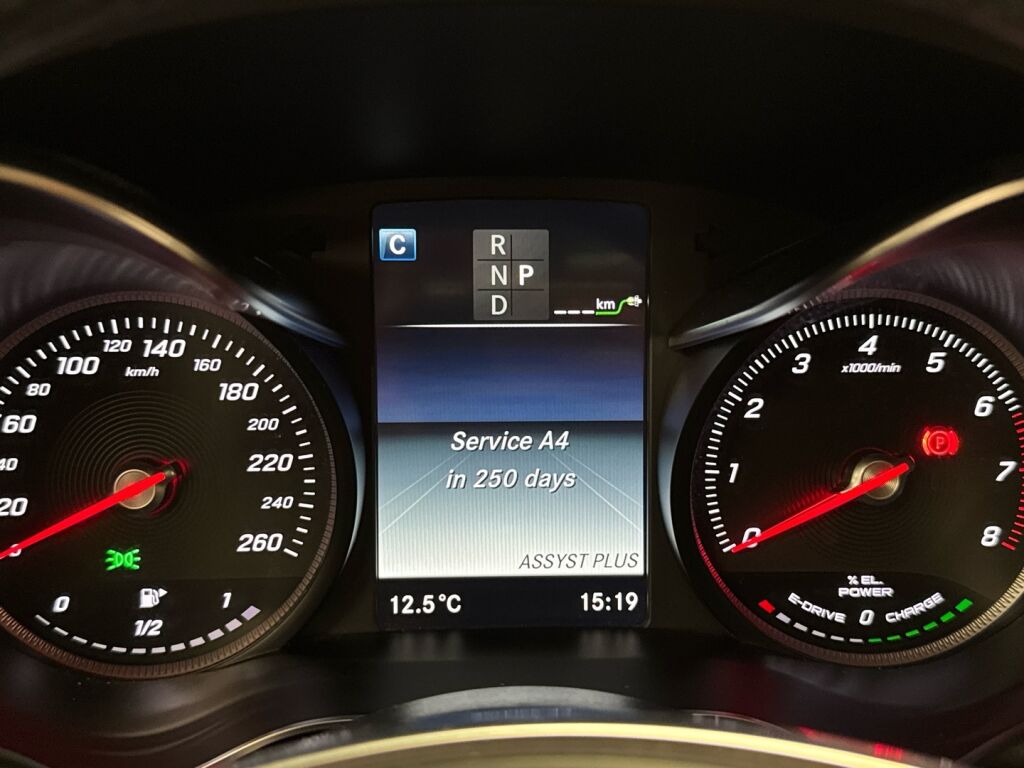 C
R
N P
D
--- km
Service A4
in 250 days
ASSYST PLUS
12.5°C
15:19
0
20
40
60
80
100
120
140
160
180
200
220
240
260
km/h
0
1/2
1
0
1
2
3
4
5
6
7
8
x1000/min
P
% EL.
POWER
E-DRIVE 0 CHARGE